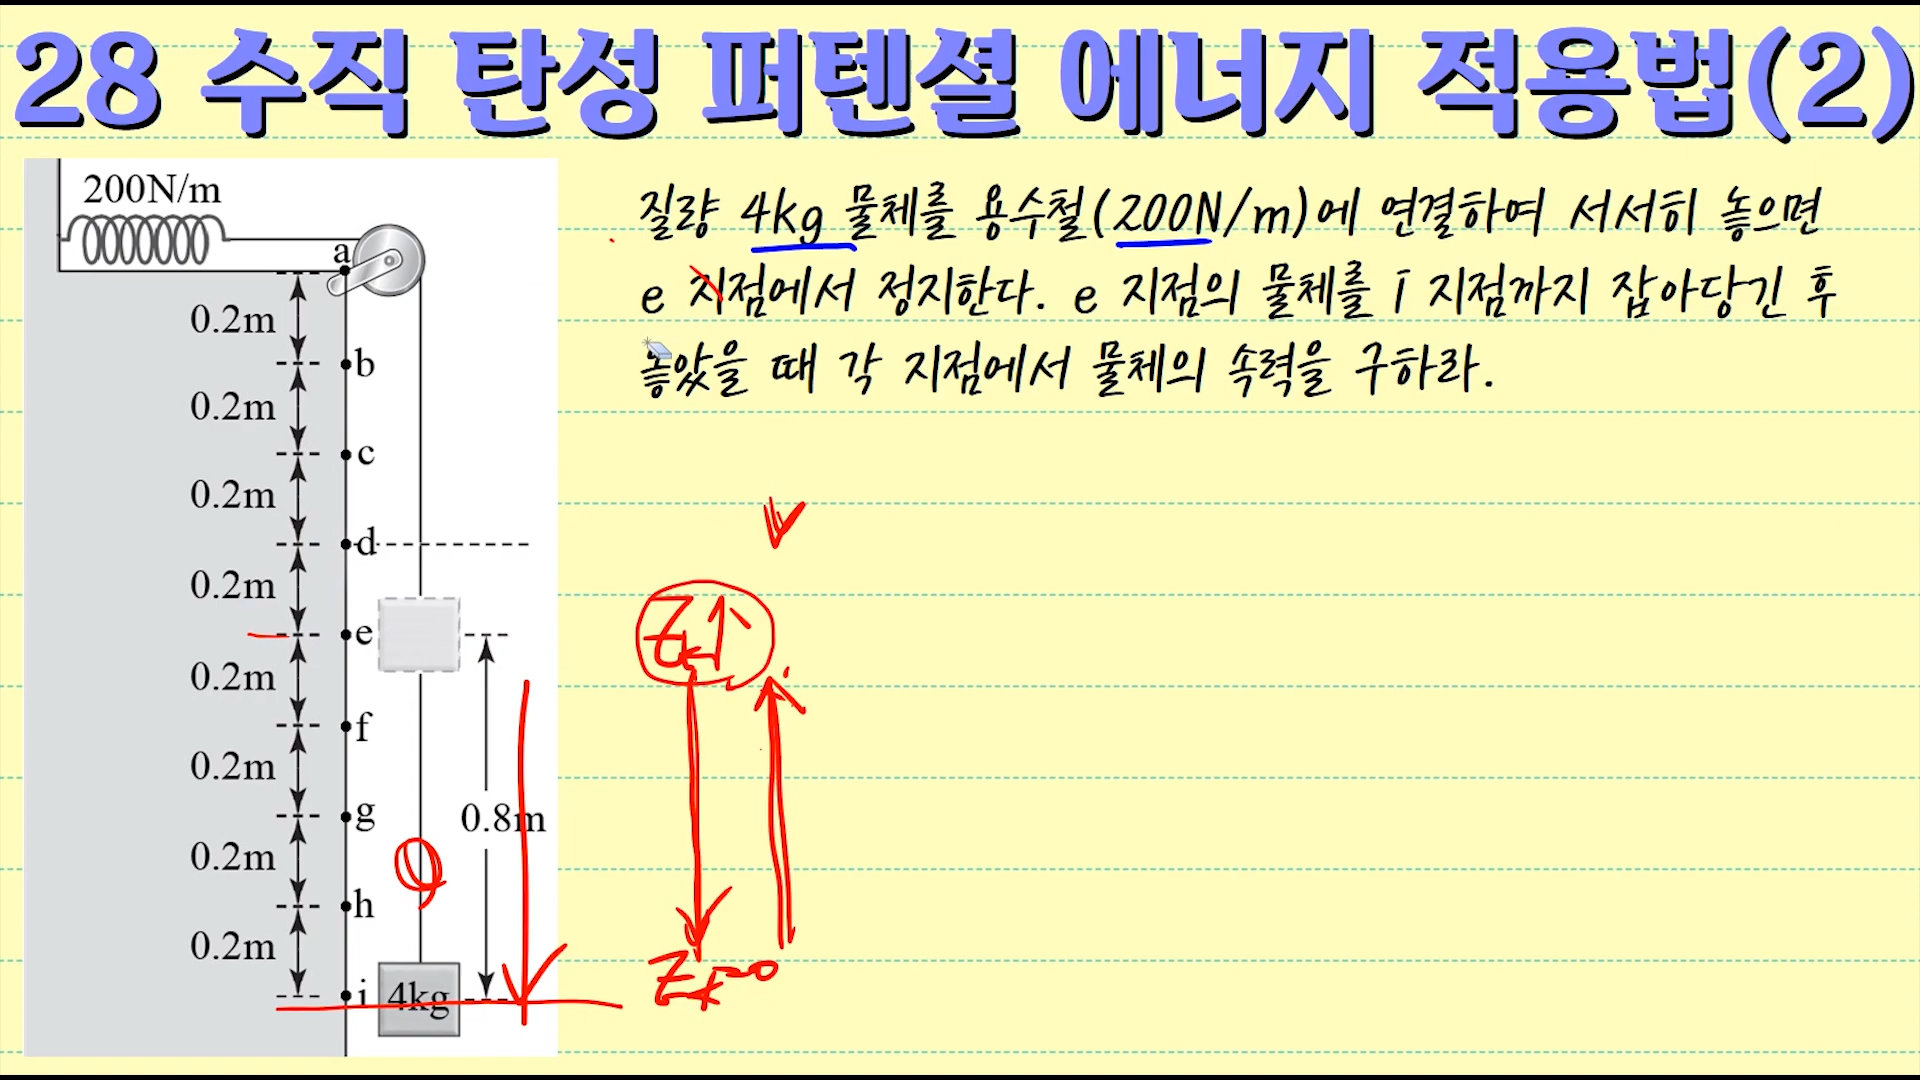 28 수직 탄성 퍼텐셜 에너지 적용법(2)
질량 4kg 물체를 용수철(200N/m)에 연결하여 서서히 놓으면
e 지점에서 정지한다. e 지점의 물체를 i 지점까지 잡아당긴 후
놓았을 때 각 지점에서 물체의 속력을 구하라.
200N/m
a
0.2m
b
0.2m
c
0.2m
d
0.2m
e
0.2m
f
0.2m
g
0.8m
0.2m
h
0.2m
i
4kg